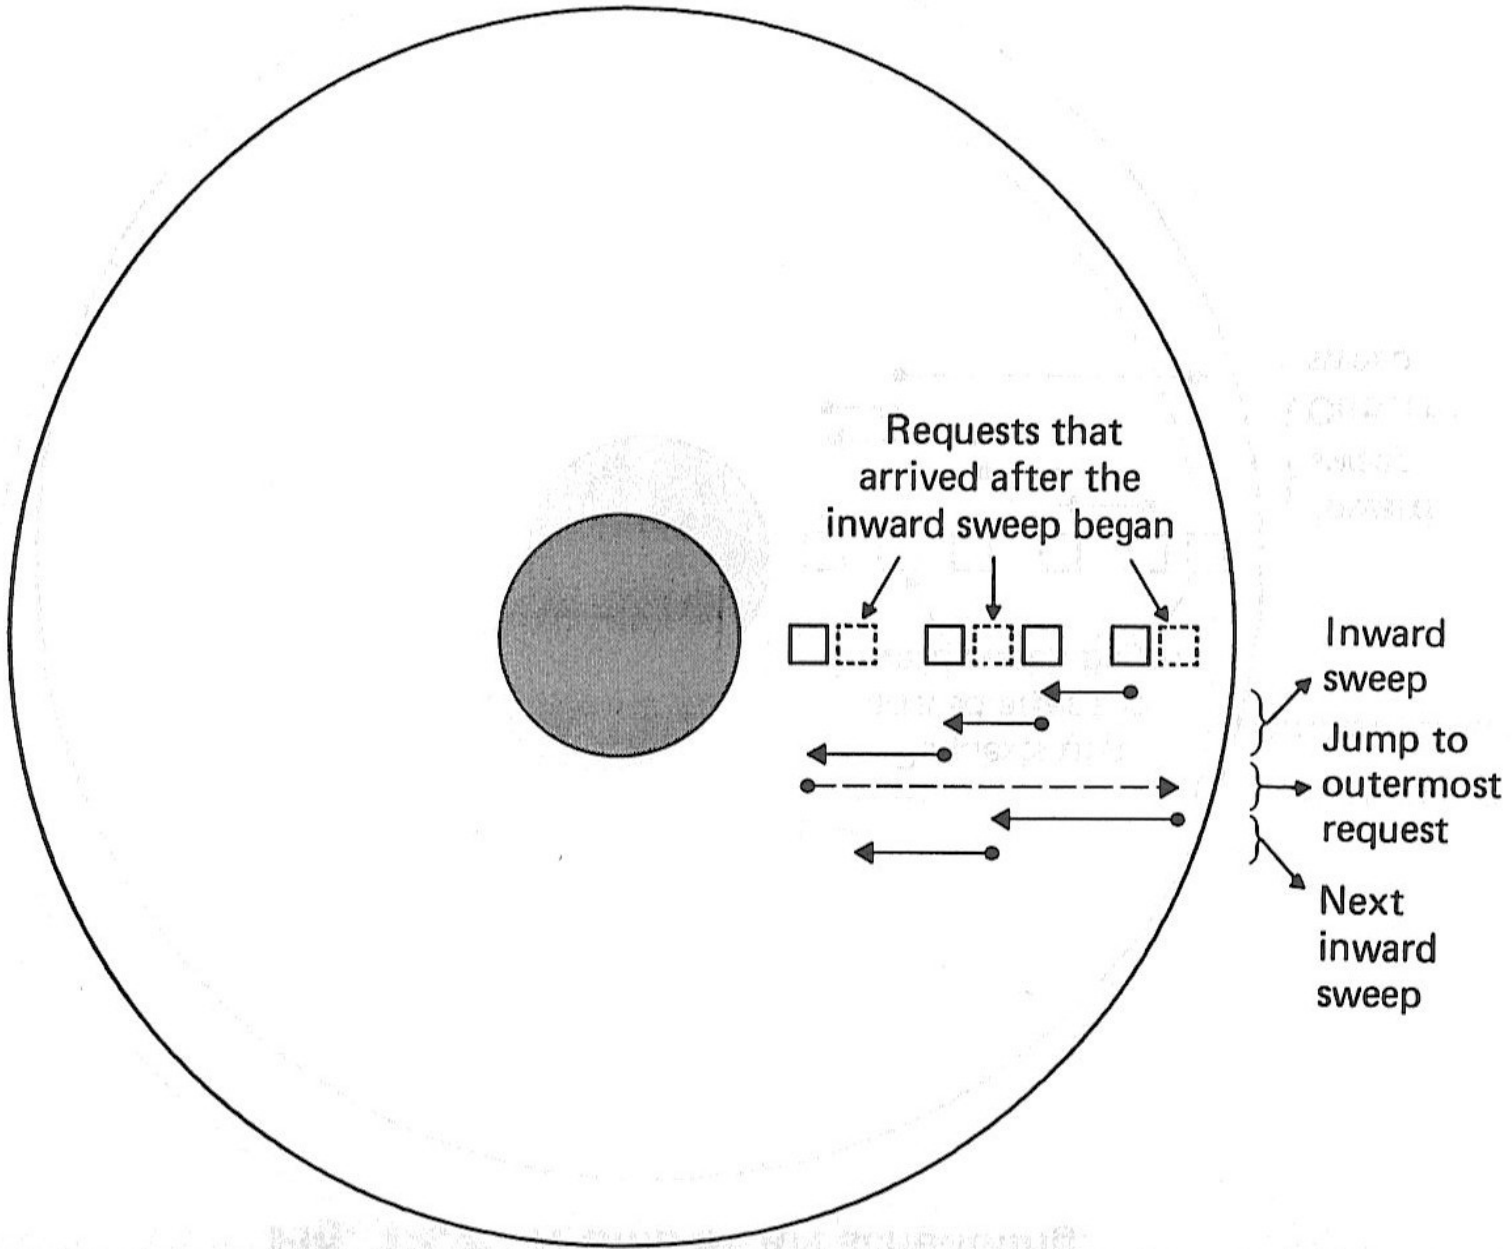 Requests that
arrived after the
inward sweep began
Inward
sweep
Jump to
outermost
request
Next
inward
sweep